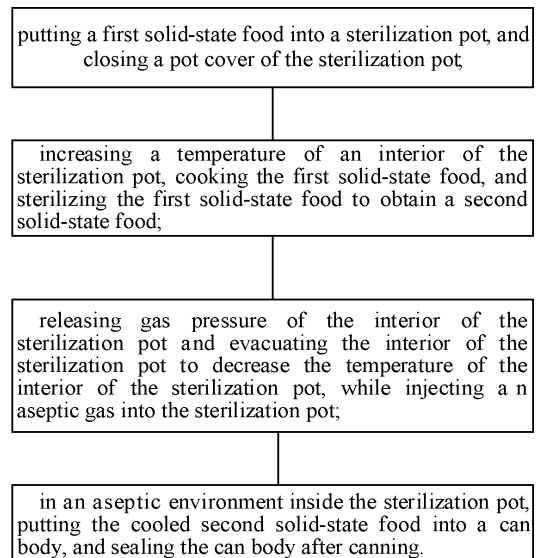 putting a first solid-state food into a sterilization pot, and
closing a pot cover of the sterilization pot;
increasing a temperature of an interior of the
sterilization pot, cooking the first solid-state food, and
sterilizing the first solid-state food to obtain a second
solid-state food;
releasing gas pressure of the interior of the
sterilization pot and evacuating the interior of the
sterilization pot to decrease the temperature of the
interior of the sterilization pot, while injecting a n
aseptic gas into the sterilization pot;
in an aseptic environment inside the sterilization pot,
putting the cooled second solid-state food into a can
body, and sealing the can body after canning.